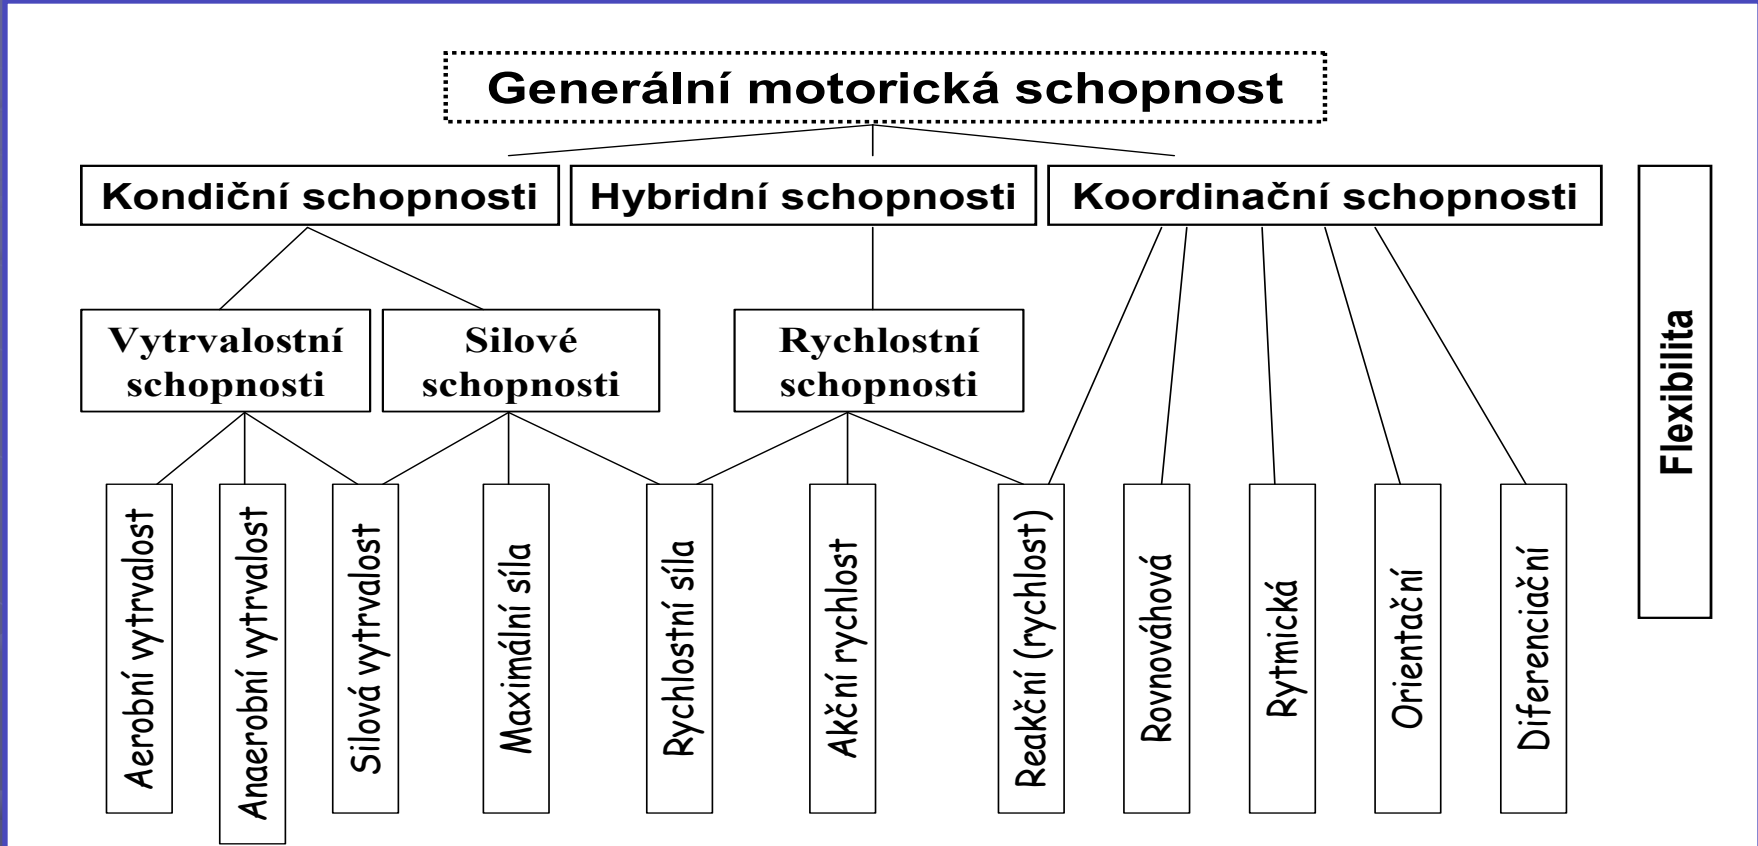 Generální motorická schopnost
Kondiční schopnosti
Hybridní schopnosti
Koordinační schopnosti
Flexibilita
Vytrvalostní
schopnosti
Silové
schopnosti
Rychlostní
schopnosti
Aerobní vytrvalost
Anaerobní vytrvalost
Silová vytrvalost
Maximální síla
Rychlostní síla
Akční rychlost
Reakční (rychlost)
Rovnováhová
Rytmická
Orientační
Diferenciační